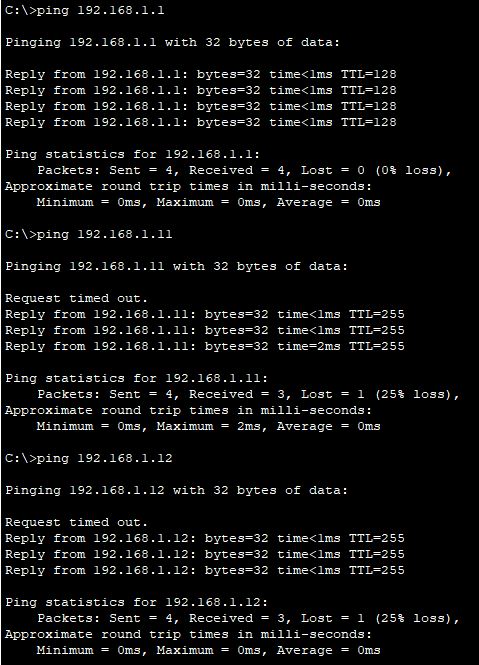 C:\>ping 192.168.1.1
Pinging 192.168.1.1 with 32 bytes of data:
Reply from 192.168.1.1: bytes=32 time<1ms TTL=128
Reply from 192.168.1.1: bytes=32 time<1ms TTL=128
Reply from 192.168.1.1: bytes=32 time<1ms TTL=128
Reply from 192.168.1.1: bytes=32 time<1ms TTL=128
Ping statistics for 192.168.1.1:
    Packets: Sent = 4, Received = 4, Lost = 0 (0% loss),
Approximate round trip times in milli-seconds:
    Minimum = 0ms, Maximum = 0ms, Average = 0ms
C:\>ping 192.168.1.11
Pinging 192.168.1.11 with 32 bytes of data:
Request timed out.
Reply from 192.168.1.11: bytes=32 time<1ms TTL=255
Reply from 192.168.1.11: bytes=32 time<1ms TTL=255
Reply from 192.168.1.11: bytes=32 time=2ms TTL=255
Ping statistics for 192.168.1.11:
    Packets: Sent = 4, Received = 3, Lost = 1 (25% loss),
Approximate round trip times in milli-seconds:
    Minimum = 0ms, Maximum = 2ms, Average = 0ms
C:\>ping 192.168.1.12
Pinging 192.168.1.12 with 32 bytes of data:
Request timed out.
Reply from 192.168.1.12: bytes=32 time<1ms TTL=255
Reply from 192.168.1.12: bytes=32 time<1ms TTL=255
Reply from 192.168.1.12: bytes=32 time<1ms TTL=255
Ping statistics for 192.168.1.12:
    Packets: Sent = 4, Received = 3, Lost = 1 (25% loss),
Approximate round trip times in milli-seconds:
    Minimum = 0ms, Maximum = 0ms, Average = 0ms